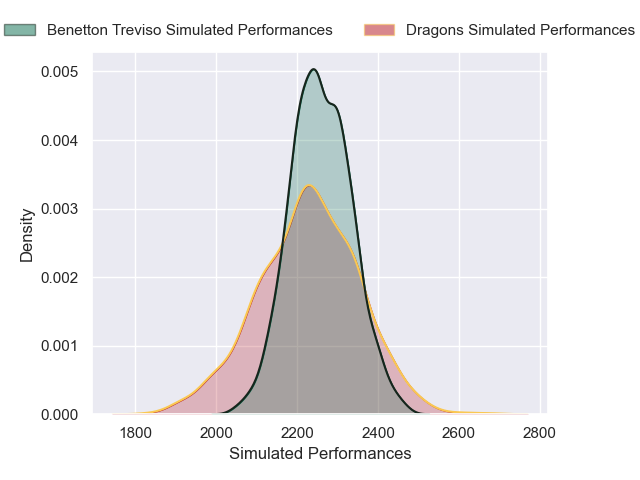 Benetton Treviso Simulated Performances Dragons Simulated Performances
0.005
0.004
0.003
0.002
0.001
0.000
Density
1800 2000 2200 2400 2600 2800
Simulated Performances